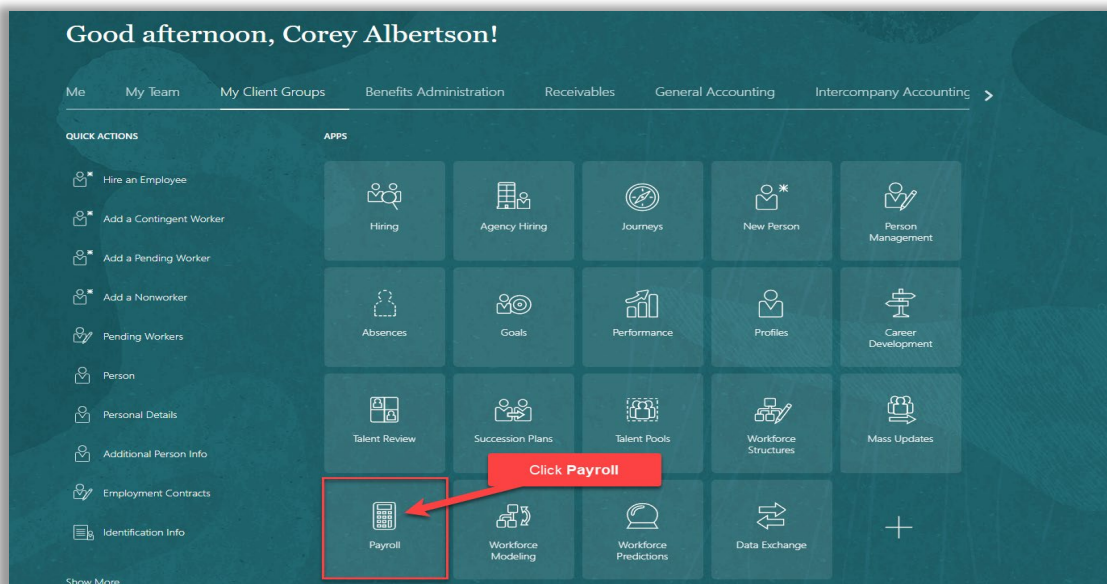 Good afternoon, Corey Albertson!
Me My Team My Client Groups Benefits Administration Receivables General Accounting Intercompany Accounting
QUICK ACTIONS
Hire an Employee
Add a Contingent Worker
Add a Pending Worker
Add a Nonworker
Pending Workers
Person
Personal Details
Additional Person Info
Employment Contracts
Identification Info
Show More
APPS
Hiring
Agency Hiring
Journeys
New Person
Person
Management
Absences
Goals
Performance
Profiles
Career
Development
Talent Review
Succession Plans
Talent Pools
Workforce
Structures
Mass Updates
Click Payroll
Payroll
Workforce
Modeling
Workforce
Predictions
Data Exchange